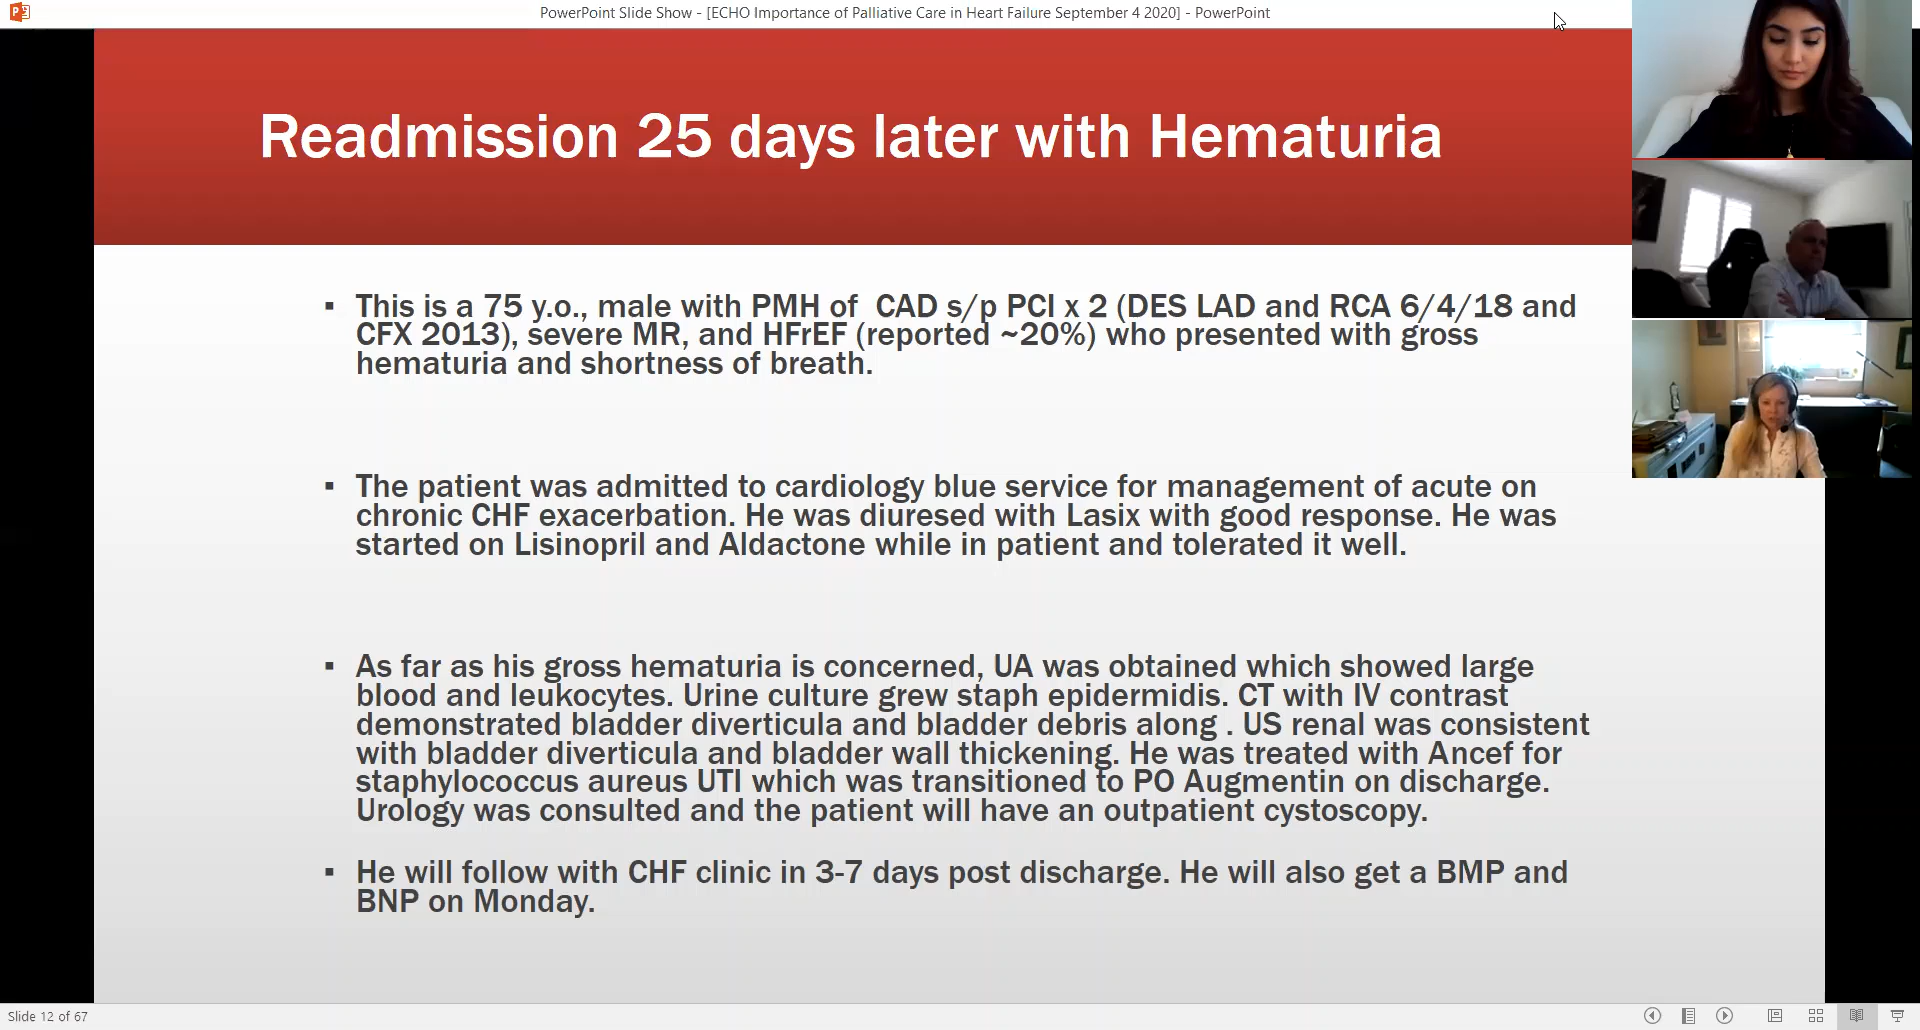 PowerPoint Slide Show - [ECHO Importance of Palliative Care in Heart Failure September 4 2020] - PowerPoint
Readmission 25 days later with Hematuria
▪ This is a 75 y.o., male with PMH of  CAD s/p PCI x 2 (DES LAD and RCA 6/4/18 and
CFX 2013), severe MR, and HFrEF (reported ~20%) who presented with gross
hematuria and shortness of breath.
▪ The patient was admitted to cardiology blue service for management of acute on
chronic CHF exacerbation. He was diuresed with Lasix with good response. He was
started on Lisinopril and Aldactone while in patient and tolerated it well.
▪ As far as his gross hematuria is concerned, UA was obtained which showed large
blood and leukocytes. Urine culture grew staph epidermidis. CT with IV contrast
demonstrated bladder diverticula and bladder debris along . US renal was consistent
with bladder diverticula and bladder wall thickening. He was treated with Ancef for
staphylococcus aureus UTI which was transitioned to PO Augmentin on discharge.
Urology was consulted and the patient will have an outpatient cystoscopy.
▪ He will follow with CHF clinic in 3-7 days post discharge. He will also get a BMP and
BNP on Monday.
Slide 12 of 67